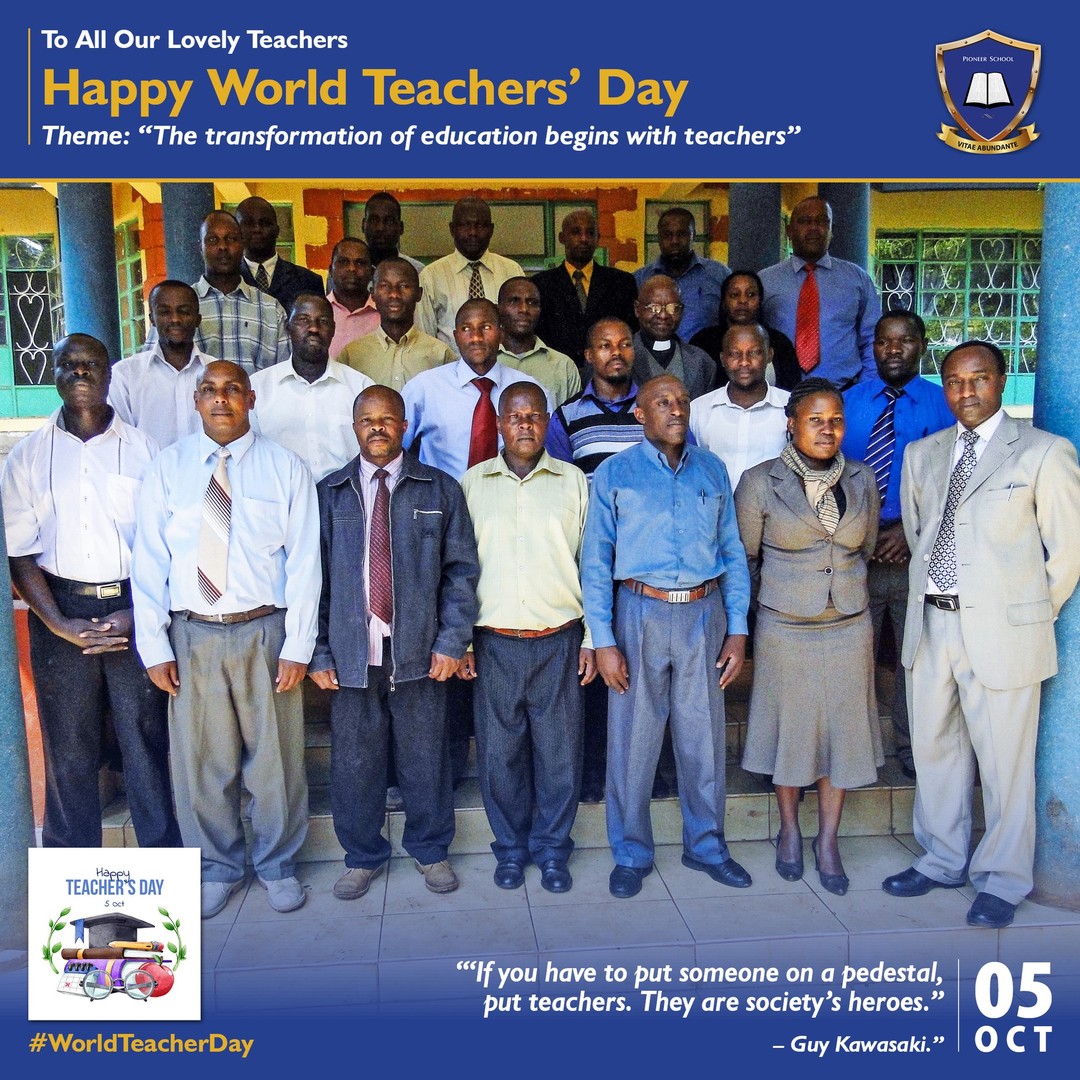 To All Our Lovely Teachers
Happy World Teachers’ Day
Theme: “The transformation of education begins with teachers”
PIONEER SCHOOL
VITAE ABUNDANTE
Happy
TEACHER'S DAY
5 oct
#WorldTeacherDay
“‘If you have to put someone on a pedestal,
put teachers. They are society’s heroes.”
– Guy Kawasaki.”
05
OCT